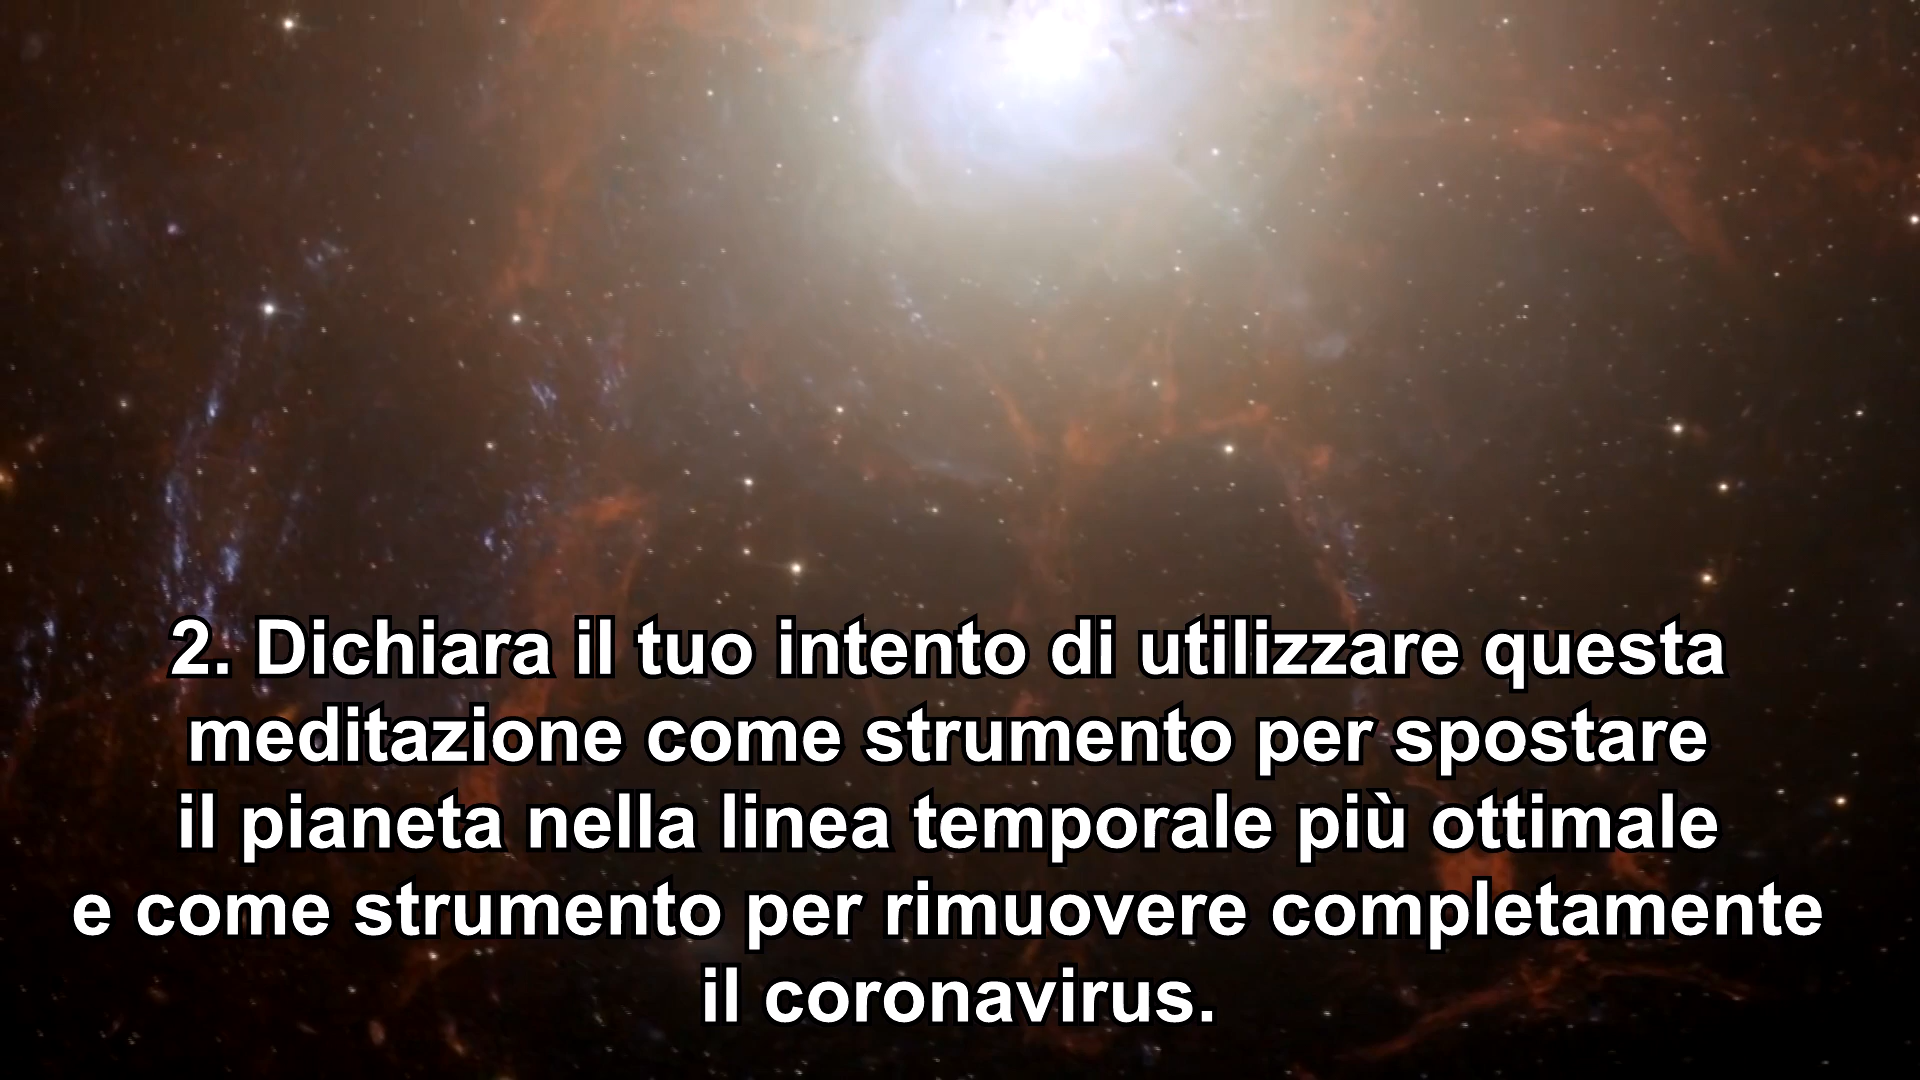 2. Dichiara il tuo intento di utilizzare questa
meditazione come strumento per spostare
il pianeta nella linea temporale più ottimale
e come strumento per rimuovere completamente
il coronavirus.